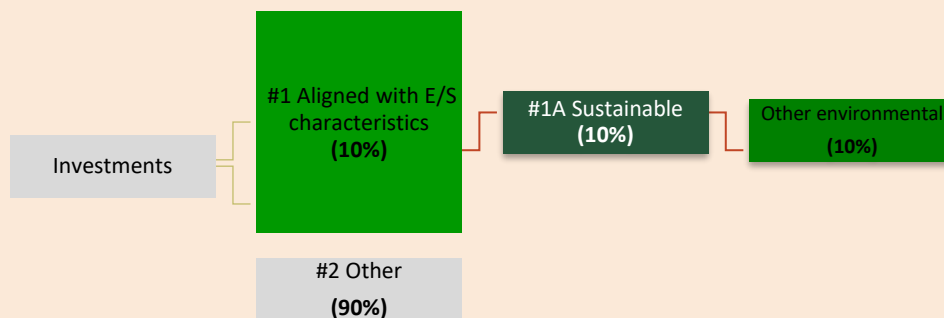 Investments
#1 Aligned with E/S
characteristics
(10%)
#2 Other
(90%)
#1A Sustainable
(10%)
Other environmental
(10%)